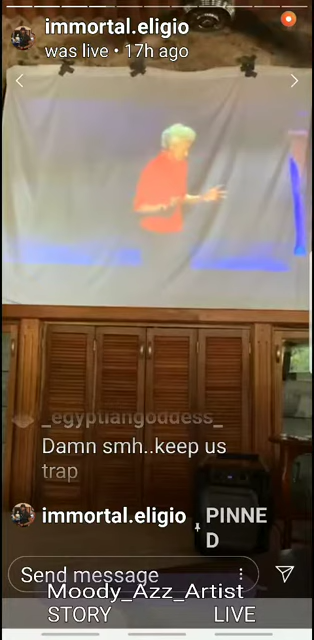 immortal.eligio
was live • 17h ago
_egyptiangoddess_
Damn smh..keep us
trap
immortal.eligio PINNE
D
Send message
Moody_Azz_Artist
STORY LIVE